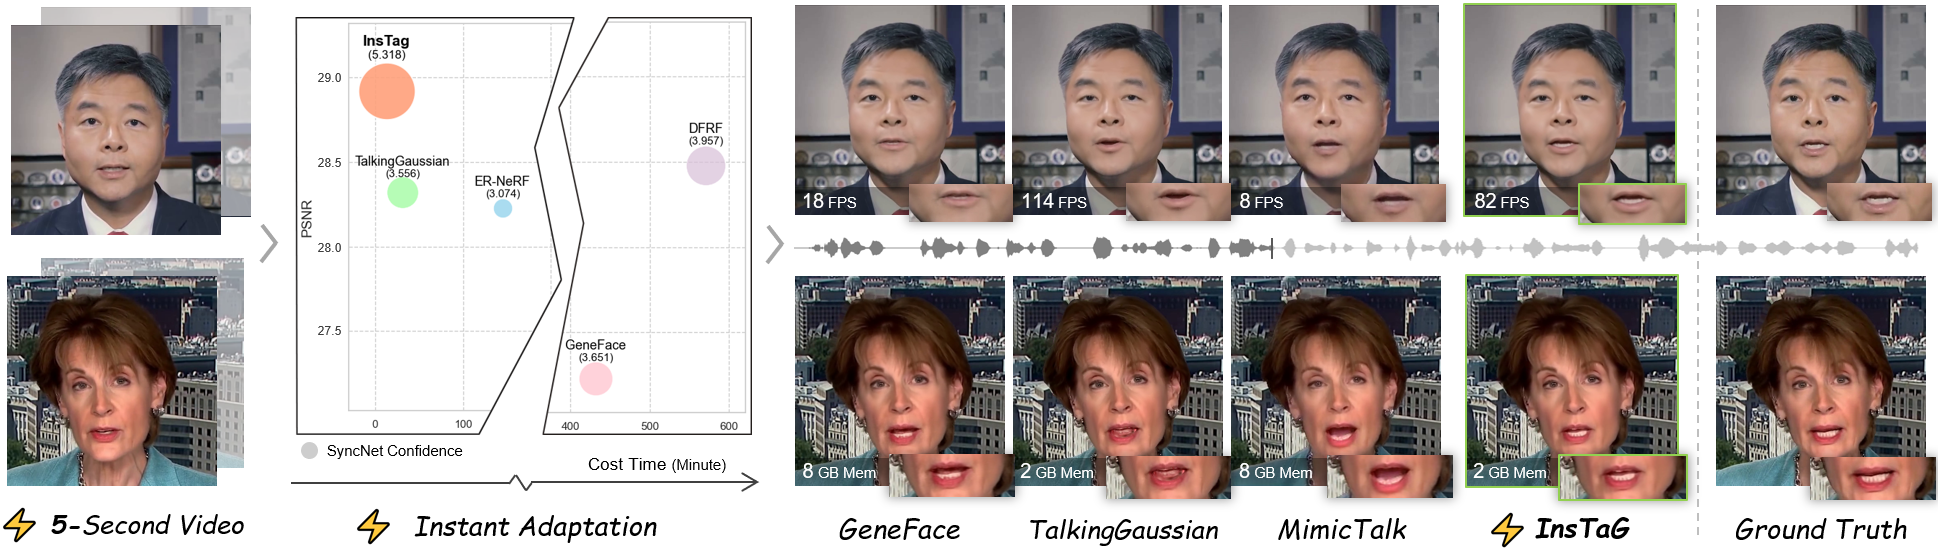 InsTag
(5.318)
29.0
DFRF
(3.957)
28.5
TalkingGaussian
(3.556)
ER-NeRF
(3.074)
PSNR
28.0
27.5
GeneFace
(3.651)
0
100
400
500
600
SyncNet Confidence
Cost Time (Minute)
18 FPS
114 FPS
8 FPS
82 FPS
8 GB Mem
2 GB Mem
8 GB Mem
2 GB Mem
5-Second Video
Instant Adaptation
GeneFace
TalkingGaussian
MimicTalk
InsTaG
Ground Truth